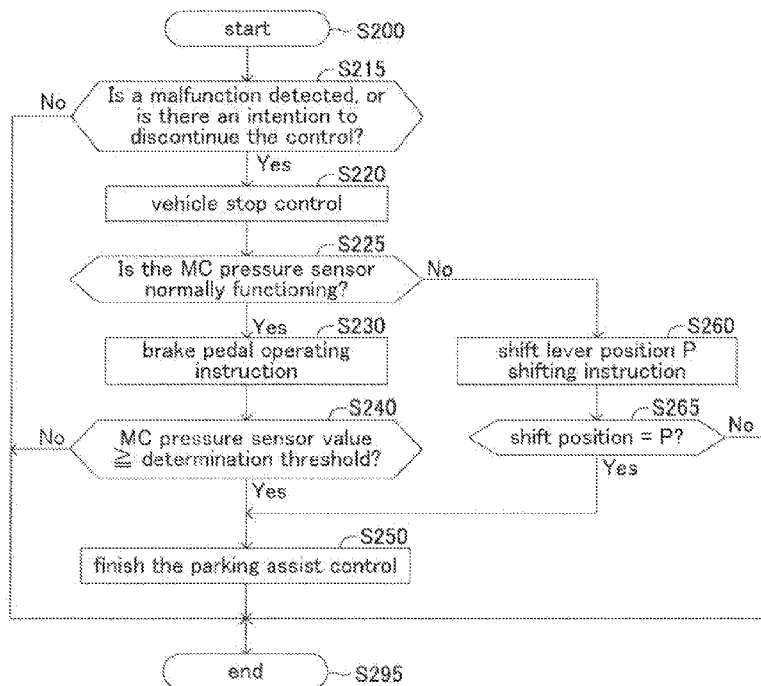 start
S200
S215
No
Is a malfunction detected, or
is there an intention to
discontinue the control?
Yes
S220
vehicle stop control
S225
Is the MC pressure sensor
normally functioning?
No
Yes
S230
brake pedal operating
instruction
S260
shift lever position P
shifting instruction
S240
No
MC pressure sensor value
≧ determination threshold?
Yes
S265
shift position = P?
No
Yes
S250
finish the parking assist control
end
S295